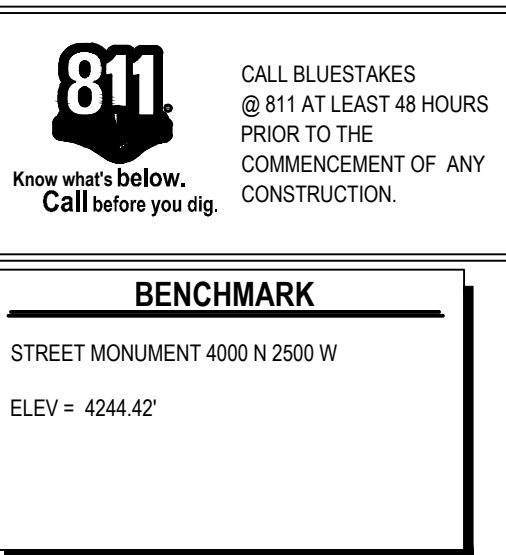 811
Know what's below.
Call before you dig.
CALL BLUESTAKES
@ 811 AT LEAST 48 HOURS
PRIOR TO THE
COMMENCEMENT OF ANY
CONSTRUCTION.
BENCHMARK
STREET MONUMENT 4000 N 2500 W
ELEV = 4244.42'